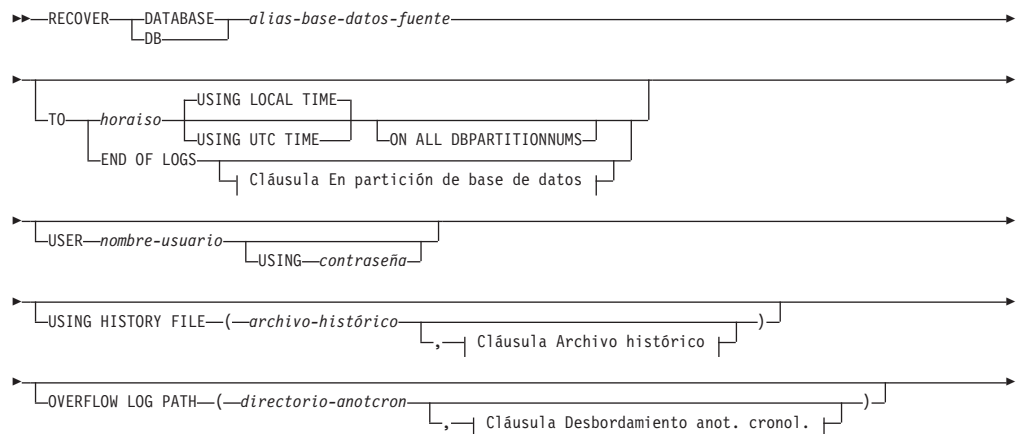 RECOVER DATABASE alias-base-datos-fuente
DB
USING LOCAL TIME
TO horaiso
USING UTC TIME ON ALL DBPARTITIONNUMS
END OF LOGS
Cláusula En partición de base de datos
USER nombre-usuario
USING contraseña
USING HISTORY FILE ( archivo-histórico )
, Cláusula Archivo histórico
OVERFLOW LOG PATH ( directorio-anotcron )
, Cláusula Desbordamiento anot. cronol.